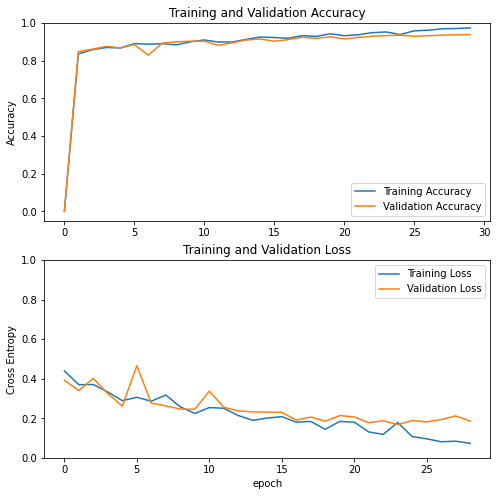 Training and Validation Accuracy
1.0
0.8
0.6
0.4
0.2
0.0
Accuracy
Training Accuracy
Validation Accuracy
0 5 10 15 20 25 30
Training and Validation Loss
1.0
0.8
0.6
0.4
0.2
0.0
Cross Entropy
Training Loss
Validation Loss
0 5 10 15 20 25
epoch